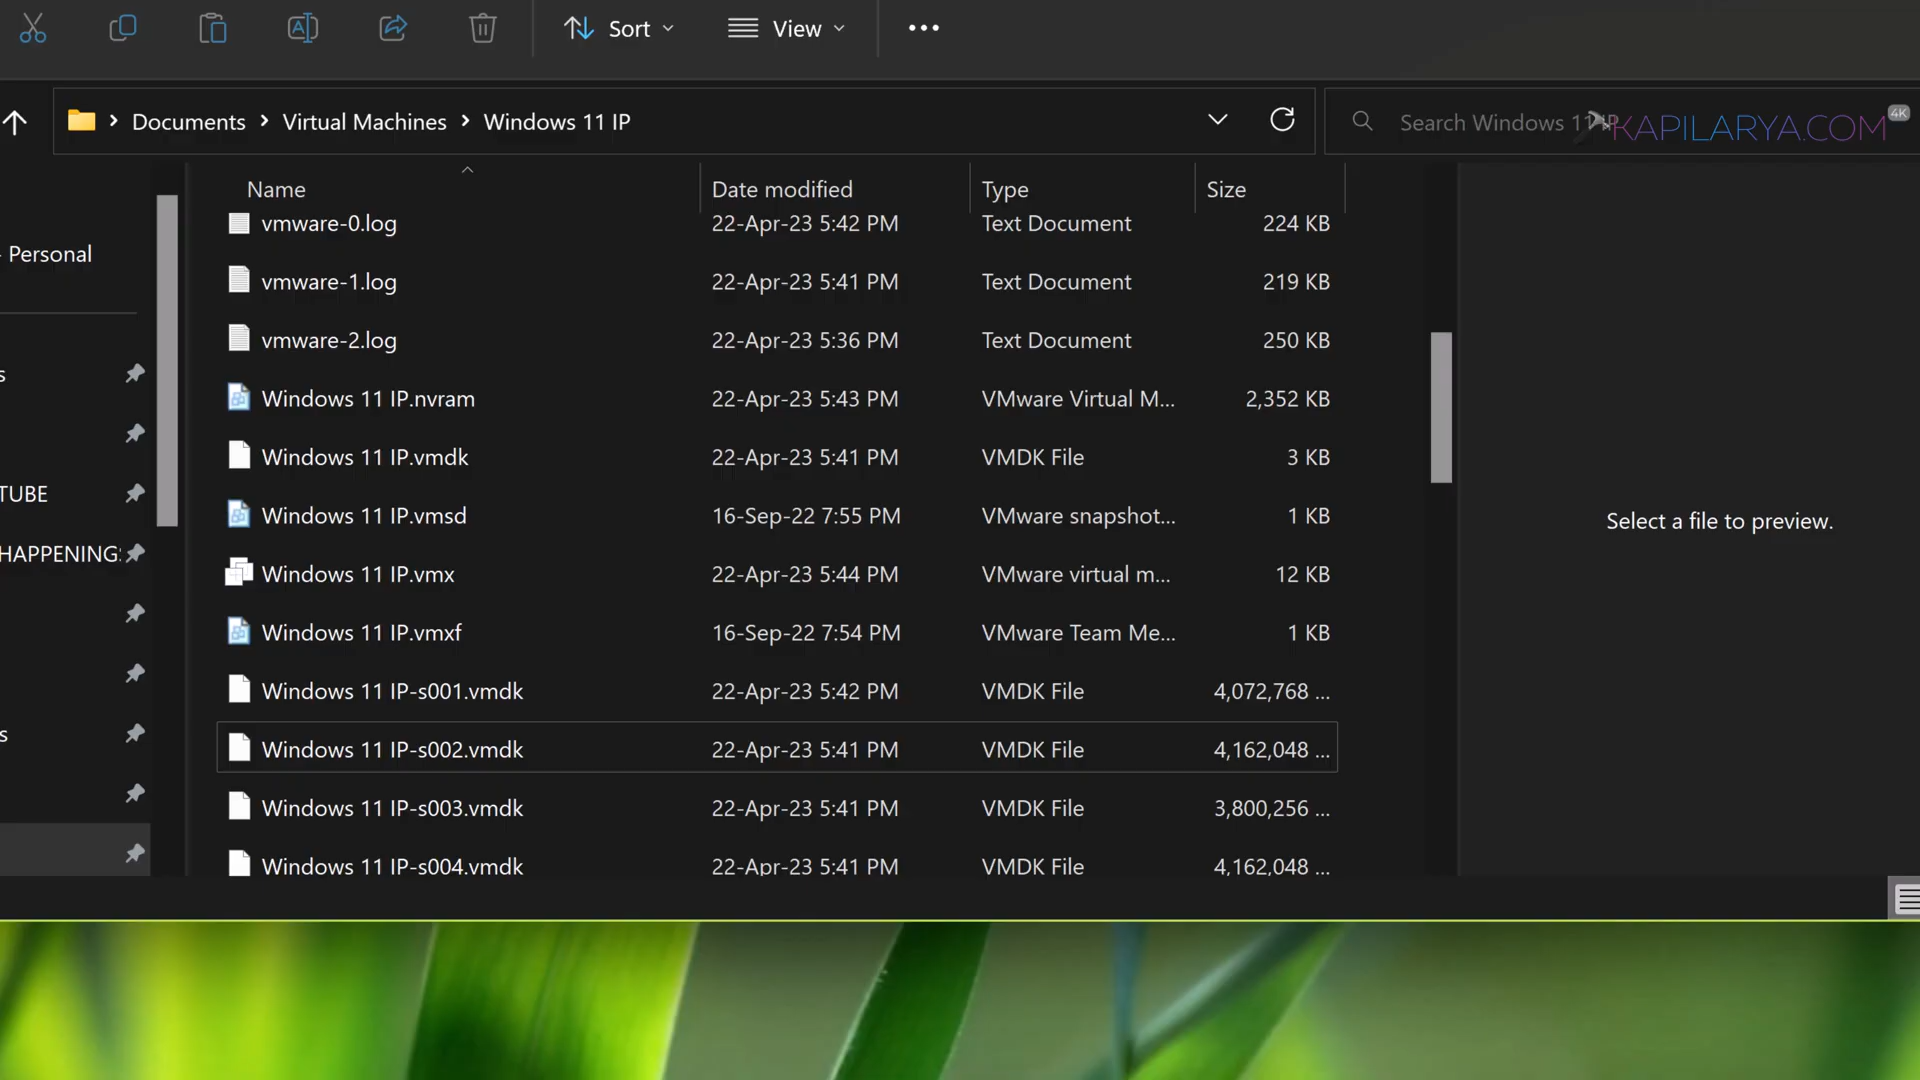 Sort View
Documents Virtual Machines Windows 11 IP Search Windows 11 IP KAPILARYA.COM 4K
Name Date modified Type Size
vmware-0.log 22-Apr-23 5:42 PM Text Document 224 KB
Personal
vmware-1.log 22-Apr-23 5:41 PM Text Document 219 KB
vmware-2.log 22-Apr-23 5:36 PM Text Document 250 KB
s
Windows 11 IP.nvram 22-Apr-23 5:43 PM VMware Virtual M... 2,352 KB
Windows 11 IP.vmdk 22-Apr-23 5:41 PM VMDK File 3 KB
TUBE
Windows 11 IP.vmsd 16-Sep-22 7:55 PM VMware snapshot... 1 KB
Select a file to preview.
HAPPENING
Windows 11 IP.vmx 22-Apr-23 5:44 PM VMware virtual m... 12 KB
Windows 11 IP.vmxf 16-Sep-22 7:54 PM VMware Team Me... 1 KB
Windows 11 IP-s001.vmdk 22-Apr-23 5:42 PM VMDK File 4,072,768 ...
s
Windows 11 IP-s002.vmdk 22-Apr-23 5:41 PM VMDK File 4,162,048 ...
Windows 11 IP-s003.vmdk 22-Apr-23 5:41 PM VMDK File 3,800,256 ...
Windows 11 IP-s004.vmdk 22-Apr-23 5:41 PM VMDK File 4,162,048 ...